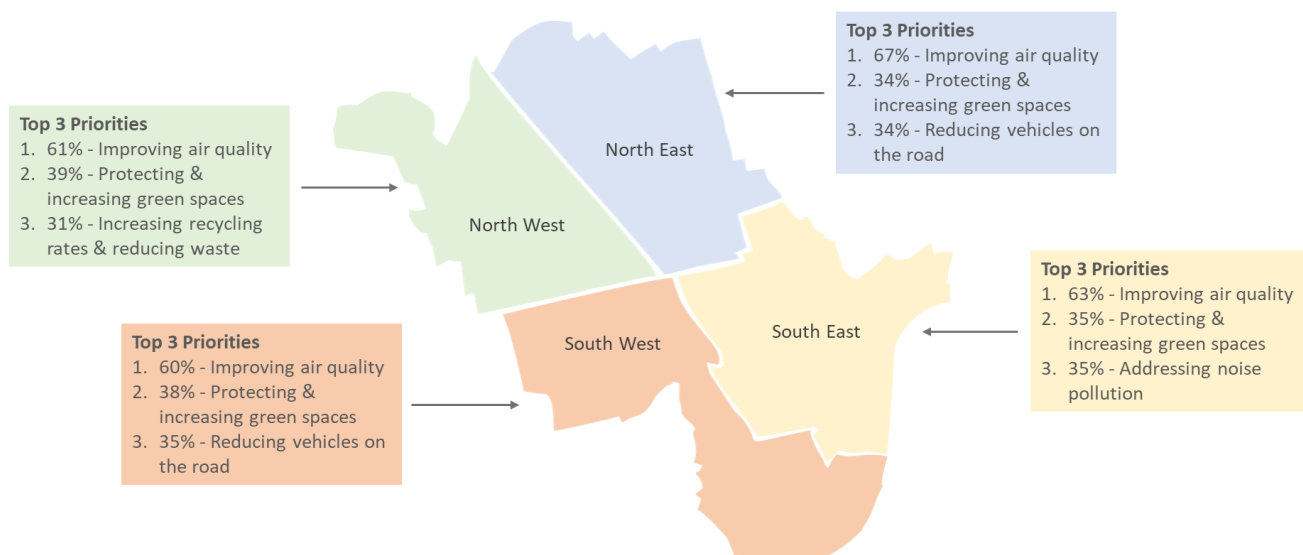 Top 3 Priorities
1. 67% - Improving air quality
2. 34% - Protecting &
increasing green spaces
3. 34% - Reducing vehicles on
the road
Top 3 Priorities
1. 61% - Improving air quality
2. 39% - Protecting &
increasing green spaces
3. 31% - Increasing recycling
rates & reducing waste
North East
North West
Top 3 Priorities
1. 63% - Improving air quality
2. 35% - Protecting &
increasing green spaces
3. 35% - Addressing noise
pollution
South East
South West
Top 3 Priorities
1. 60% - Improving air quality
2. 38% - Protecting &
increasing green spaces
3. 35% - Reducing vehicles on
the road